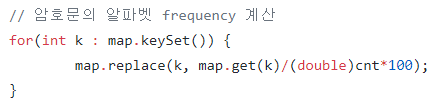 // 암호문의 알파벳 frequency 계산
for(int k : map.keySet()) {
        map.replace(k, map.get(k)/(double)cnt*100);
}